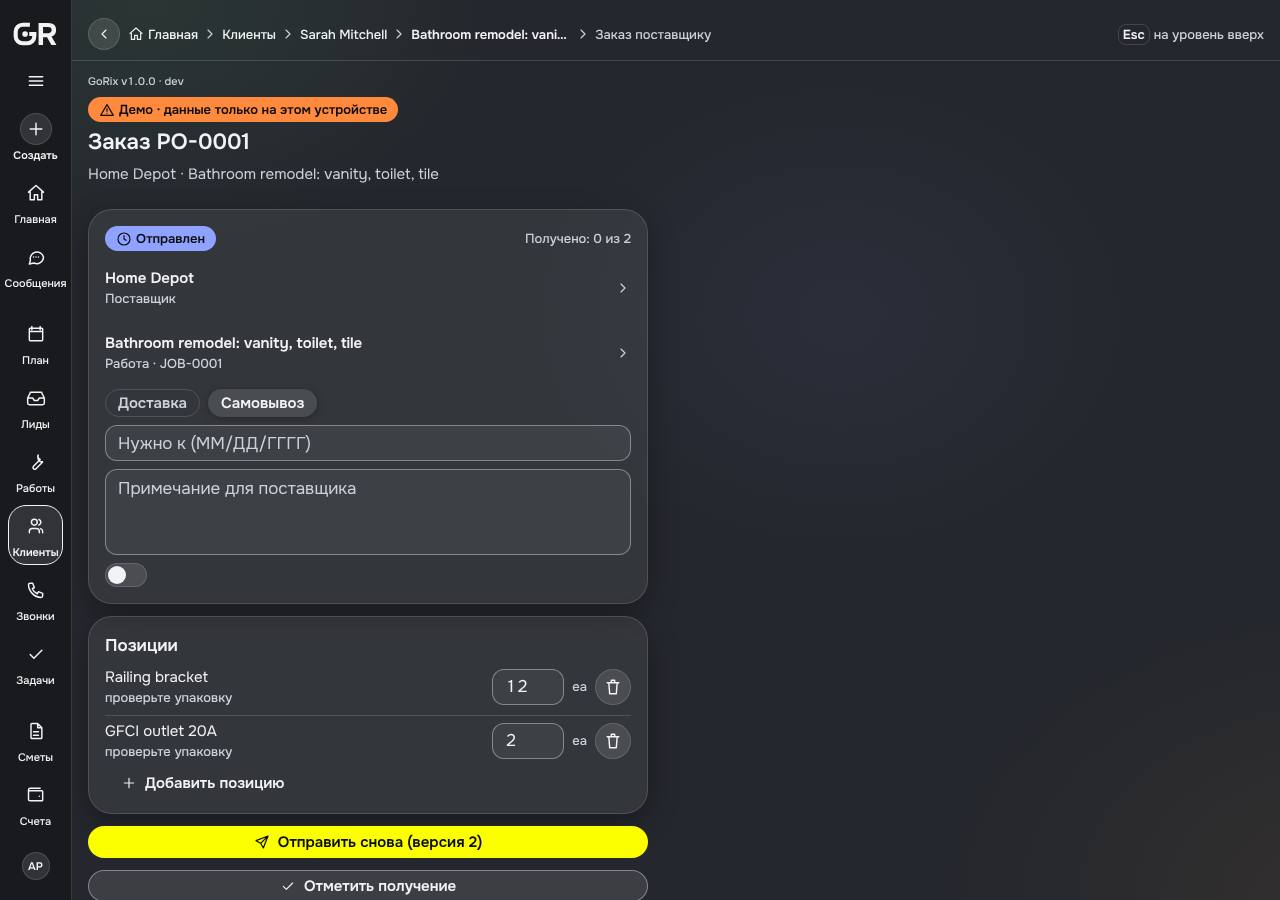 GR
Главная
Клиенты
Sarah Mitchell
Bathroom remodel: vani...
Заказ поставщику
Esc на уровень вверх
GoRix v1.0.0 · dev
Демо · данные только на этом устройстве
Заказ PO-0001
Home Depot · Bathroom remodel: vanity, toilet, tile
Создать
Главная
Сообщения
План
Лиды
Работы
Клиенты
Звонки
Задачи
Сметы
Счета
AP
Отправлен
Получено: 0 из 2
Home Depot
Поставщик
Bathroom remodel: vanity, toilet, tile
Работа · JOB-0001
Доставка
Самовывоз
Нужно к (ММ/ДД/ГГГГ)
Примечание для поставщика
Позиции
Railing bracket
проверьте упаковку
12 ea
GFCI outlet 20A
проверьте упаковку
2 ea
Добавить позицию
Отправить снова (версия 2)
Отметить получение